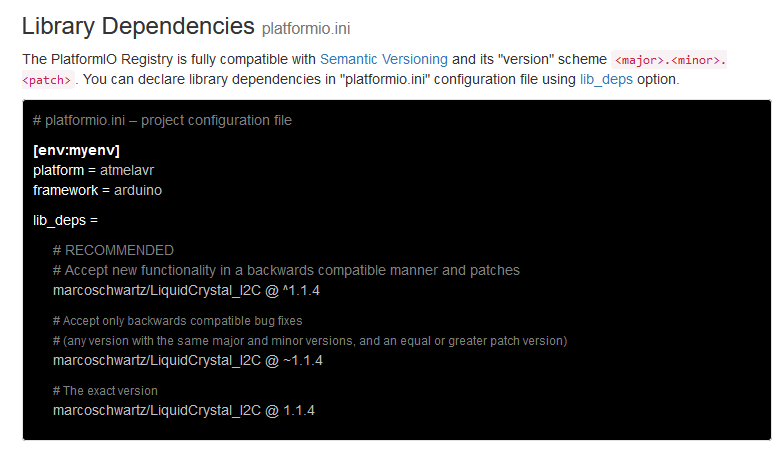 Library Dependencies platformio.ini
The PlatformIO Registry is fully compatible with Semantic Versioning and its "version" scheme <major>.<minor>.
<patch> . You can declare library dependencies in "platformio.ini" configuration file using lib_deps option.
# platformio.ini – project configuration file
[env:myenv]
platform = atmelavr
framework = arduino
lib_deps =
# RECOMMENDED
# Accept new functionality in a backwards compatible manner and patches
marcoschwartz/LiquidCrystal_I2C @ ^1.1.4
# Accept only backwards compatible bug fixes
# (any version with the same major and minor versions, and an equal or greater patch version)
marcoschwartz/LiquidCrystal_I2C @ ~1.1.4
# The exact version
marcoschwartz/LiquidCrystal_I2C @ 1.1.4